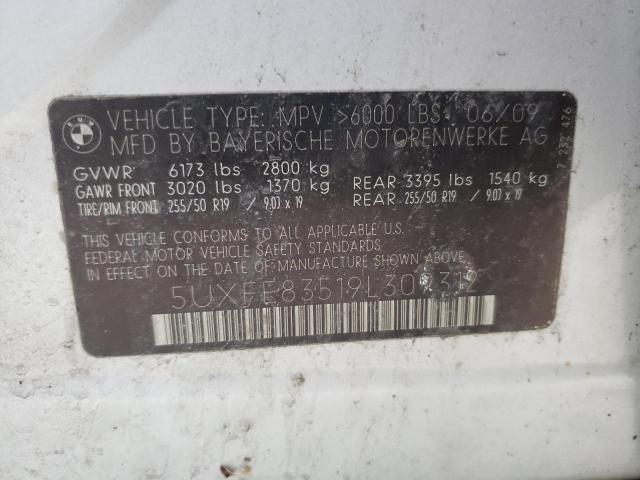 BMW
VEHICLE TYPE: MPV >6000 LBS 06/09
MFD BY BAYERISCHE MOTORENWERKE AG
GVWR 6173 lbs 2800 kg
GAWR FRONT 3020 lbs 1370 kg REAR 3395 lbs 1540 kg
TIRE/RIM FRONT 255/50 R19 / 9.0J x 19 REAR 255/50 R19 / 9.0J x 19
THIS VEHICLE CONFORMS TO ALL APPLICABLE U.S.
FEDERAL MOTOR VEHICLE SAFETY STANDARDS
IN EFFECT ON THE DATE OF MANUFACTURE SHOWN ABOVE.